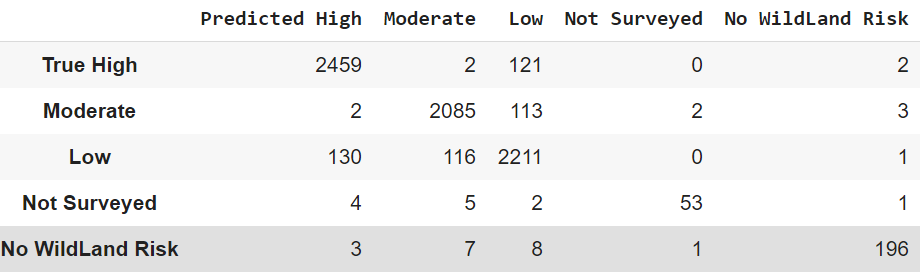 Predicted High Moderate Low Not Surveyed No WildLand Risk
True High 2459 2 121 0 2
Moderate 2 2085 113 2 3
Low 130 116 2211 0 1
Not Surveyed 4 5 2 53 1
No WildLand Risk 3 7 8 1 196